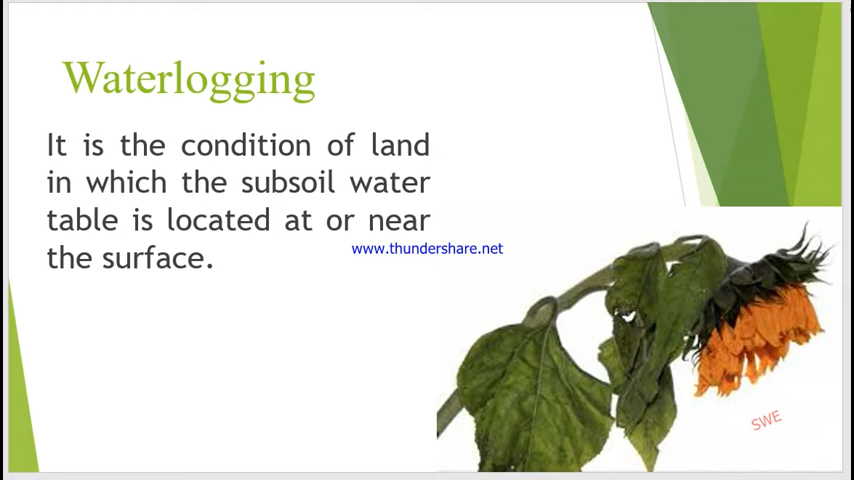 Waterlogging
It is the condition of land
in which the subsoil water
table is located at or near
the surface.
www.thundershare.net
SWE